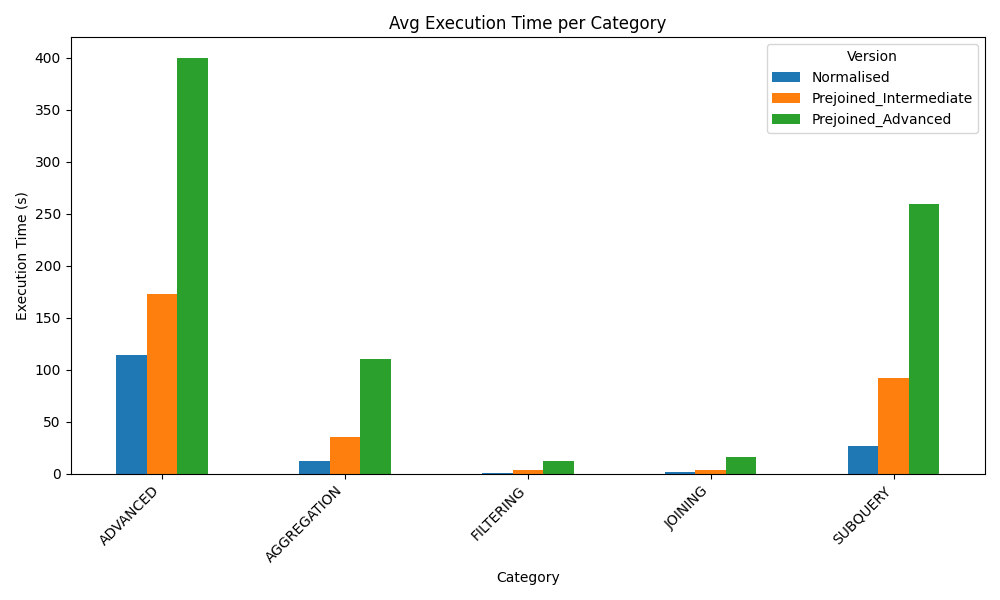 Avg Execution Time per Category
Version
Normalised
Prejoined_Intermediate
Prejoined_Advanced
Execution Time (s)
400
350
300
250
200
150
100
50
0
ADVANCED
AGGREGATION
FILTERING
JOINING
SUBQUERY
Category